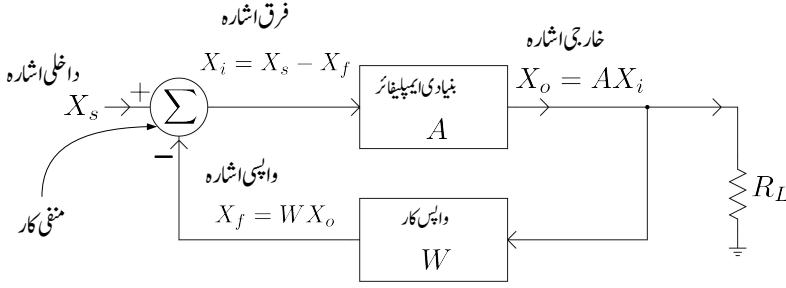 فرق اشارہ
X_i = X_s − X_f
داخلی اشارہ
X_s
+
−
Σ
بنیادی ایمپلیفائر
A
خارجی اشارہ
X_o = AX_i
R_L
واپسی اشارہ
X_f = WX_o
واپس کار
W
منفی کار